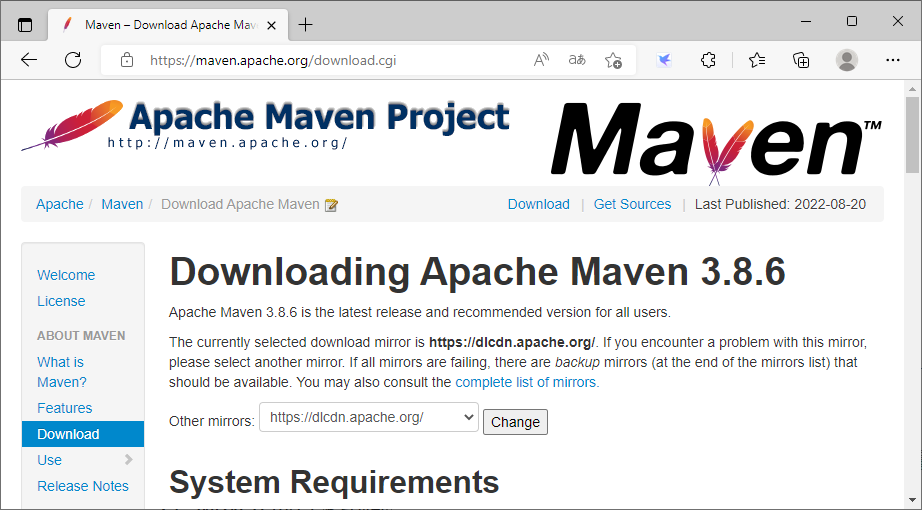 Maven – Download Apache Mav
https://maven.apache.org/download.cgi
Apache Maven Project
http://maven.apache.org/
Maven™
Apache / Maven / Download Apache Maven
Download | Get Sources | Last Published: 2022-08-20
Welcome
License
ABOUT MAVEN
What is
Maven?
Features
Download
Use
Release Notes
Downloading Apache Maven 3.8.6
Apache Maven 3.8.6 is the latest release and recommended version for all users.
The currently selected download mirror is https://dlcdn.apache.org/. If you encounter a problem with this mirror,
please select another mirror. If all mirrors are failing, there are backup mirrors (at the end of the mirrors list) that
should be available. You may also consult the complete list of mirrors.
Other mirrors: https://dlcdn.apache.org/ Change
System Requirements